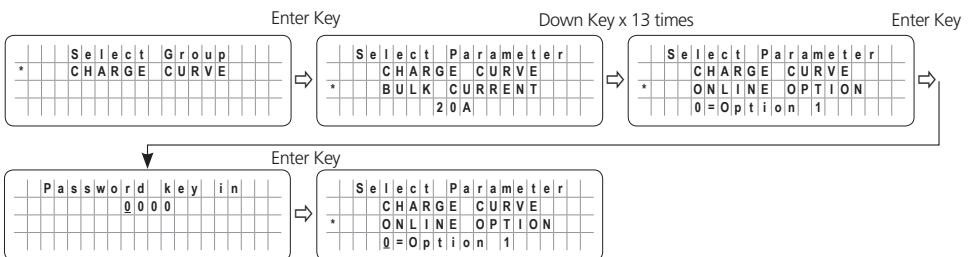 Enter Key
Down Key x 13 times
Enter Key
Select Group
* CHARGE CURVE
Select Parameter
CHARGE CURVE
* BULK CURRENT
20A
Select Parameter
CHARGE CURVE
* ONLINE OPTION
0=Option 1
Enter Key
Password key in
0000
Select Parameter
CHARGE CURVE
* ONLINE OPTION
0=Option 1